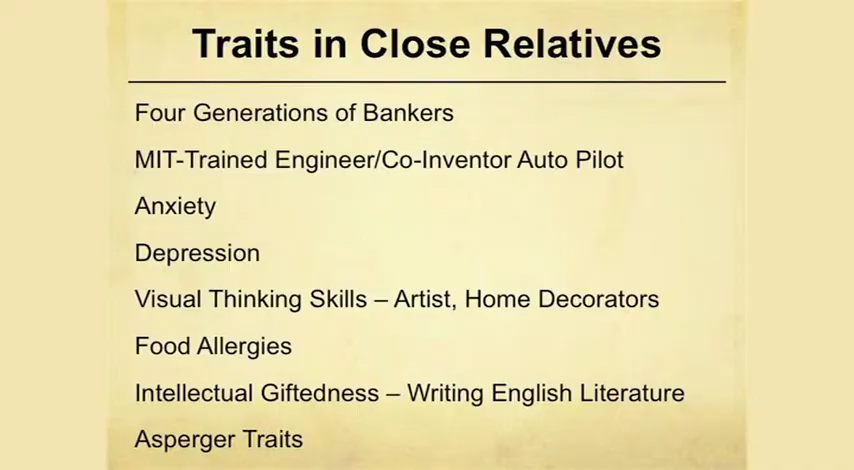 Traits in Close Relatives
Four Generations of Bankers
MIT-Trained Engineer/Co-Inventor Auto Pilot
Anxiety
Depression
Visual Thinking Skills – Artist, Home Decorators
Food Allergies
Intellectual Giftedness – Writing English Literature
Asperger Traits